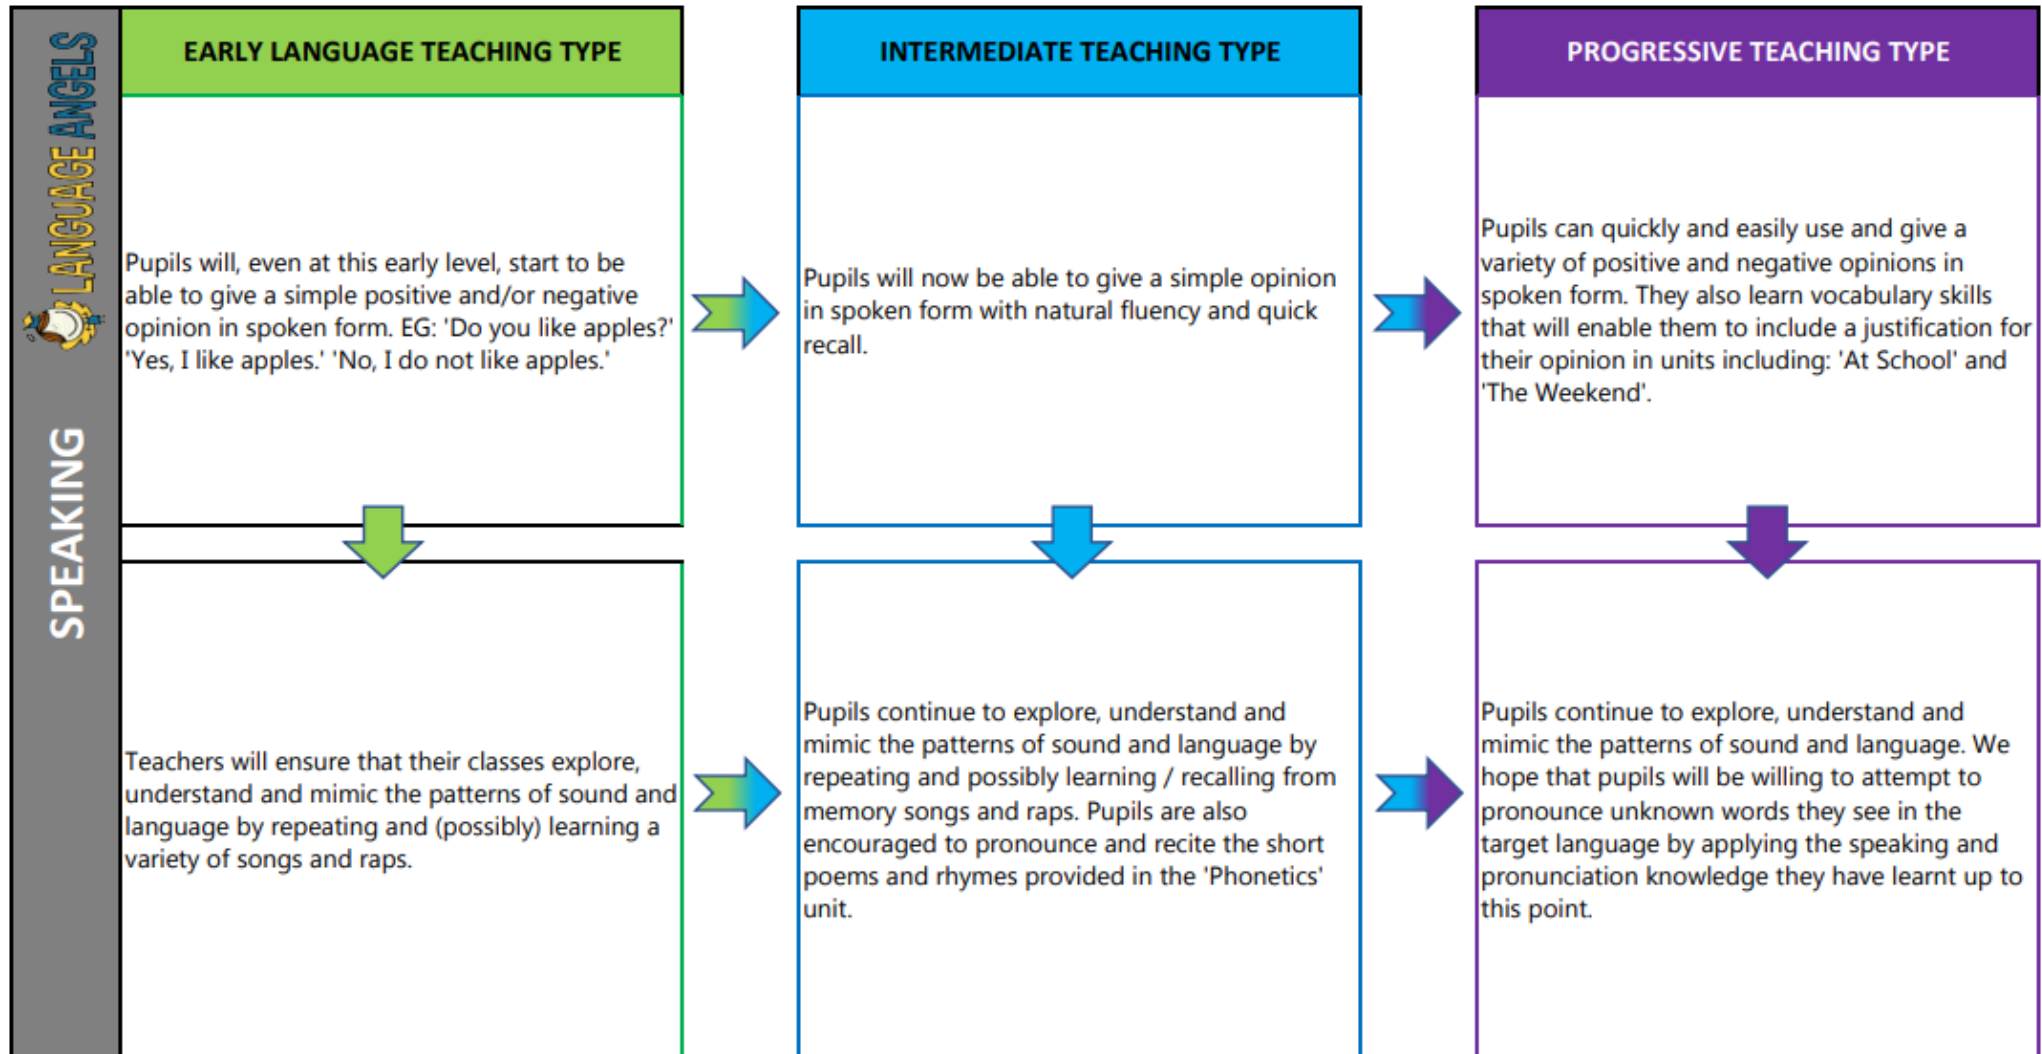 LANGUAGE ANGELS
SPEAKING
EARLY LANGUAGE TEACHING TYPE
INTERMEDIATE TEACHING TYPE
PROGRESSIVE TEACHING TYPE
Pupils will, even at this early level, start to be
able to give a simple positive and/or negative
opinion in spoken form. EG: 'Do you like apples?'
'Yes, I like apples.' 'No, I do not like apples.'
Pupils will now be able to give a simple opinion
in spoken form with natural fluency and quick
recall.
Pupils can quickly and easily use and give a
variety of positive and negative opinions in
spoken form. They also learn vocabulary skills
that will enable them to include a justification for
their opinion in units including: 'At School' and
'The Weekend'.
Teachers will ensure that their classes explore,
understand and mimic the patterns of sound and
language by repeating and (possibly) learning a
variety of songs and raps.
Pupils continue to explore, understand and
mimic the patterns of sound and language by
repeating and possibly learning / recalling from
memory songs and raps. Pupils are also
encouraged to pronounce and recite the short
poems and rhymes provided in the 'Phonetics'
unit.
Pupils continue to explore, understand and
mimic the patterns of sound and language. We
hope that pupils will be willing to attempt to
pronounce unknown words they see in the
target language by applying the speaking and
pronunciation knowledge they have learnt up to
this point.